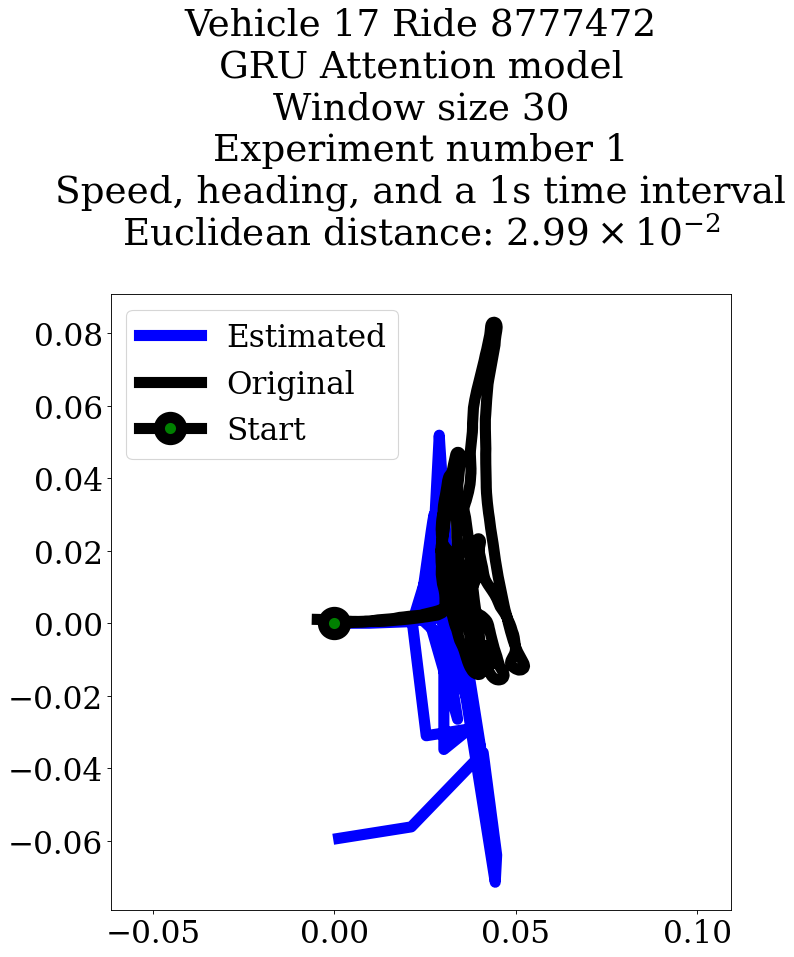 Vehicle 17 Ride 8777472
GRU Attention model
Window size 30
Experiment number 1
Speed, heading, and a 1s time interval
Euclidean distance: 2.99 × 10⁻²
Estimated
Original
Start
0.08
0.06
0.04
0.02
0.00
−0.02
−0.04
−0.06
−0.05 0.00 0.05 0.10